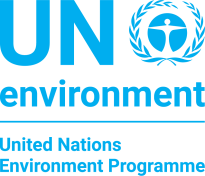 UN
environment
United Nations
Environment Programme